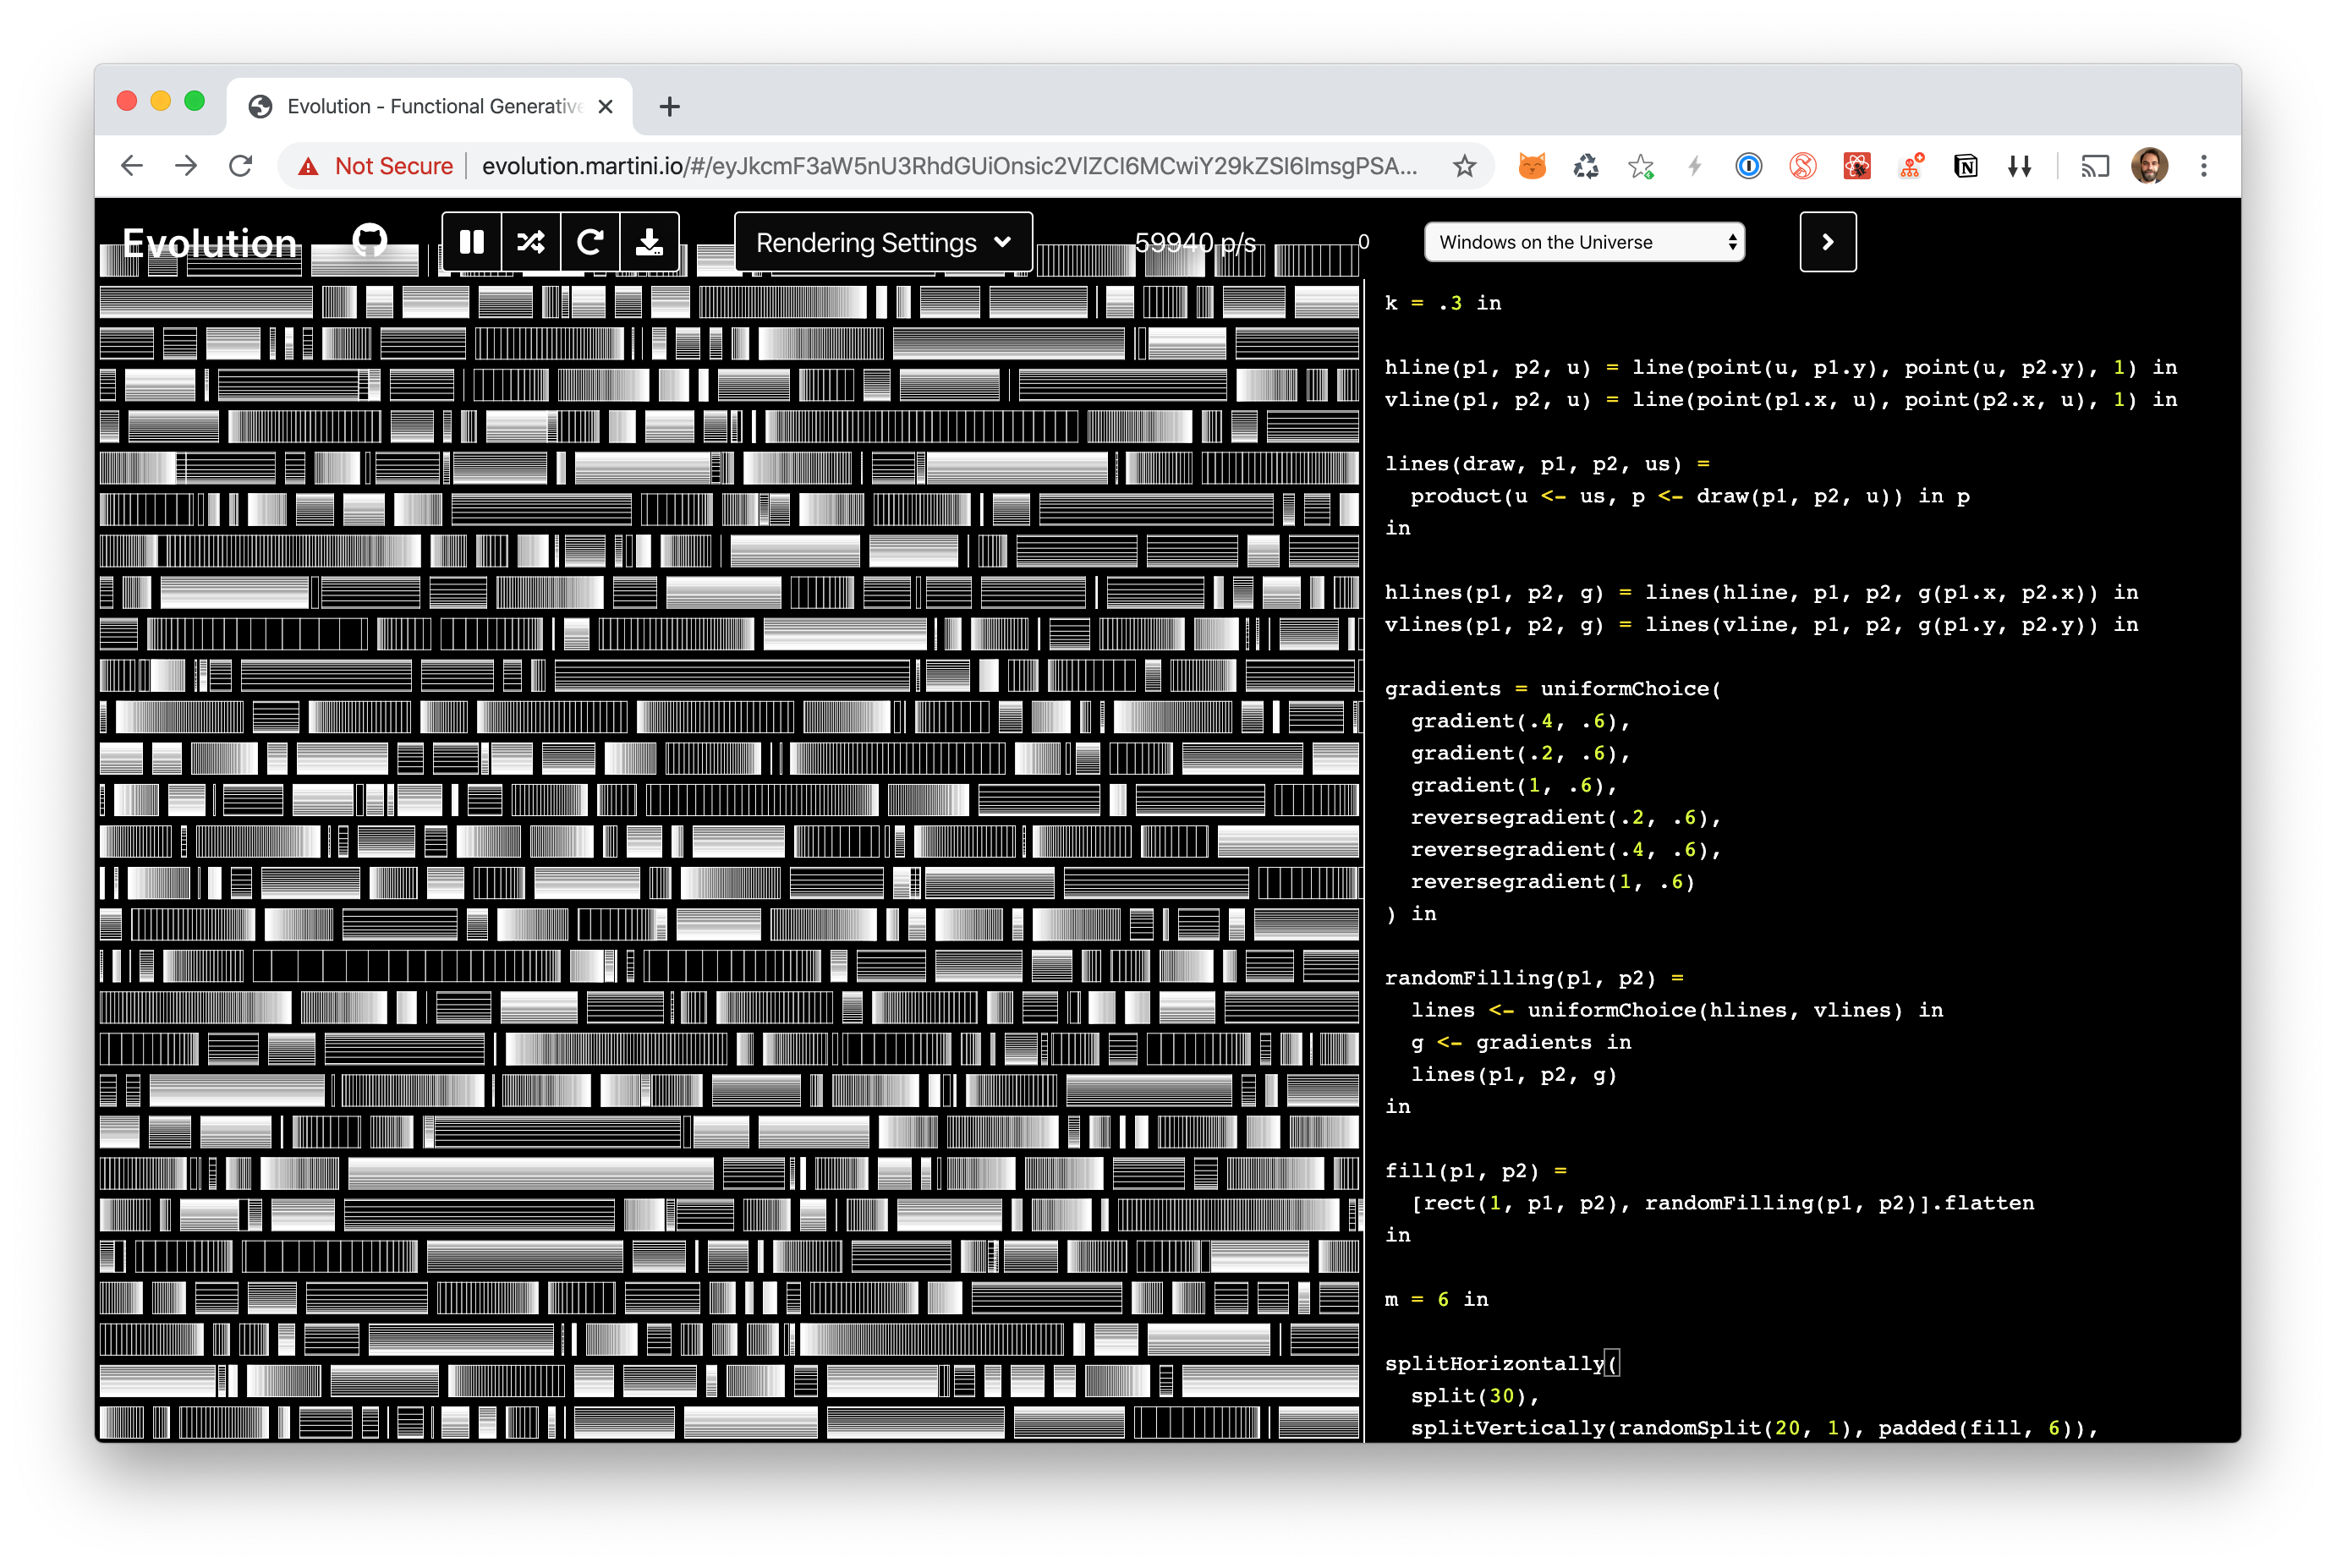 Evolution - Functional Generative
Not Secure evolution.martini.io/#/eyJkcmF3aW5nU3RhdGUiOnsic2VlZCI6MCwiY29kZSI6ImsgPSA...
Evolution Rendering Settings 59940 p/s 0 Windows on the Universe
k = .3 in
hline(p1, p2, u) = line(point(u, p1.y), point(u, p2.y), 1) in
vline(p1, p2, u) = line(point(p1.x, u), point(p2.x, u), 1) in
lines(draw, p1, p2, us) =
  product(u <- us, p <- draw(p1, p2, u)) in p
in
hlines(p1, p2, g) = lines(hline, p1, p2, g(p1.x, p2.x)) in
vlines(p1, p2, g) = lines(vline, p1, p2, g(p1.y, p2.y)) in
gradients = uniformChoice(
  gradient(.4, .6),
  gradient(.2, .6),
  gradient(1, .6),
  reversegradient(.2, .6),
  reversegradient(.4, .6),
  reversegradient(1, .6)
) in
randomFilling(p1, p2) =
  lines <- uniformChoice(hlines, vlines) in
  g <- gradients in
  lines(p1, p2, g)
in
fill(p1, p2) =
  [rect(1, p1, p2), randomFilling(p1, p2)].flatten
in
m = 6 in
splitHorizontally(
  split(30),
  splitVertically(randomSplit(20, 1), padded(fill, 6)),